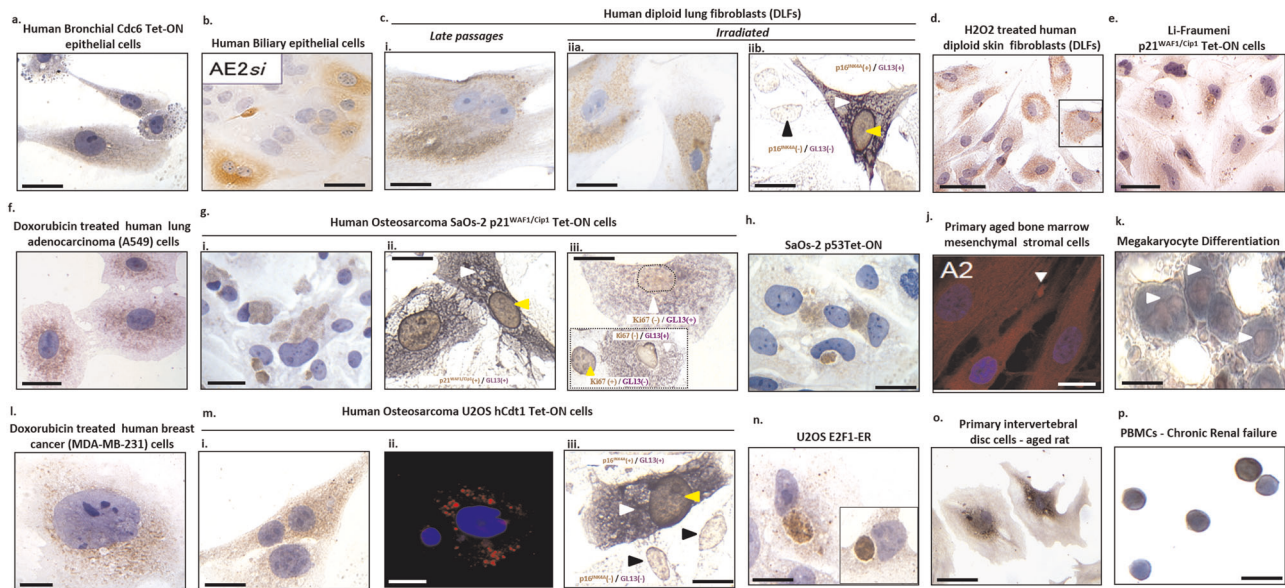 a.
Human Bronchial Cdc6 Tet-ON
epithelial cells
b.
Human Biliary epithelial cells
AE2si
c.
Human diploid lung fibroblasts (DLFs)
Late passages
Irradiated
i.
iia.
iib.
p16INK4A(+) / GL13(+)
p16INK4A(-) / GL13(-)
d.
H2O2 treated human
diploid skin fibroblasts (DLFs)
e.
Li-Fraumeni
p21WAF1/Cip1 Tet-ON cells
f.
Doxorubicin treated human lung
adenocarcinoma (A549) cells
g.
Human Osteosarcoma SaOs-2 p21WAF1/Cip1 Tet-ON cells
i.
ii.
p21WAF1/Cip1(+) / GL13(+)
iii.
Ki67 (-) / GL13(+)
Ki67 (-) / GL13(+)
Ki67 (+) / GL13(-)
h.
SaOs-2 p53Tet-ON
j.
Primary aged bone marrow
mesenchymal stromal cells
A2
k.
Megakaryocyte Differentiation
l.
Doxorubicin treated human breast
cancer (MDA-MB-231) cells
m.
Human Osteosarcoma U2OS hCdt1 Tet-ON cells
i.
ii.
iii.
p16INK4A(+) / GL13(+)
p16INK4A(-) / GL13(-)
n.
U2OS E2F1-ER
o.
Primary intervertebral
disc cells - aged rat
p.
PBMCs - Chronic Renal failure